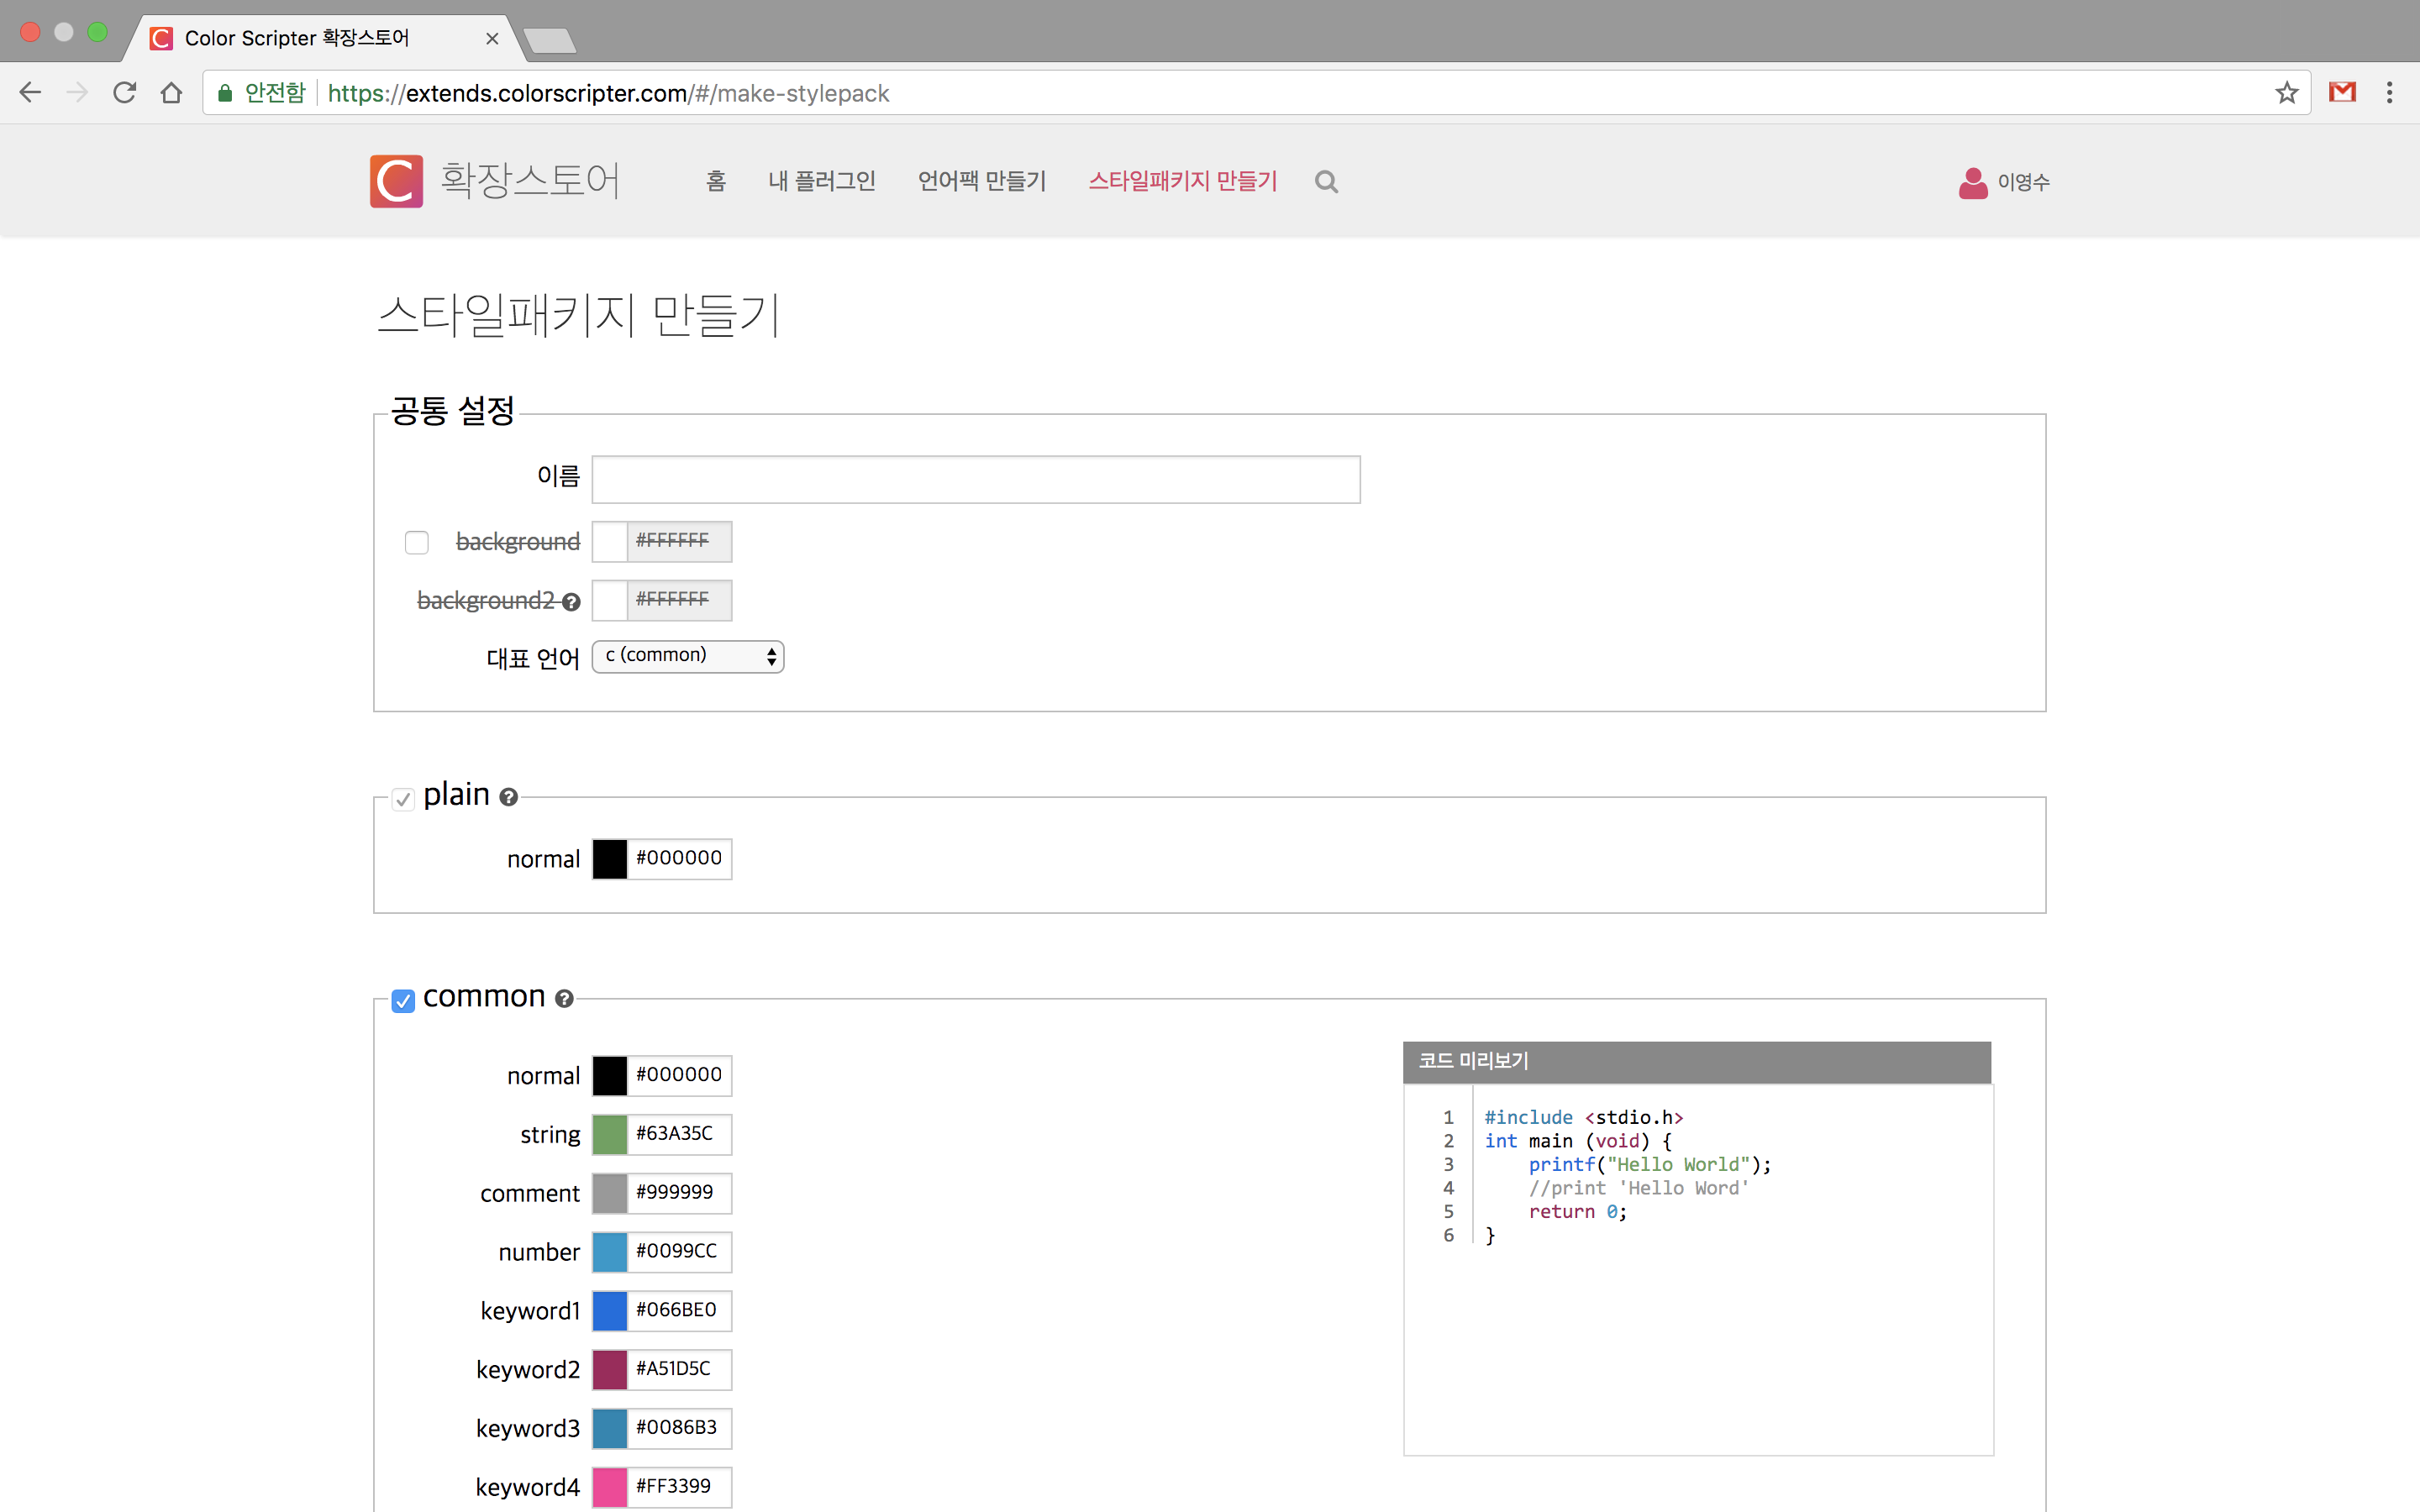 Color Scripter 확장스토어
안전함 https://extends.colorscripter.com/#/make-stylepack
C 확장스토어 홈 내 플러그인 언어팩 만들기 스타일패키지 만들기 이영수
스타일패키지 만들기
공통 설정
이름
background #FFFFFF
background2 #FFFFFF
대표 언어 c (common)
plain
normal #000000
common
normal #000000
string #63A35C
comment #999999
number #0099CC
keyword1 #066BE0
keyword2 #A51D5C
keyword3 #0086B3
keyword4 #FF3399
코드 미리보기
1 #include <stdio.h>
2 int main (void) {
3     printf("Hello World");
4     //print 'Hello Word'
5     return 0;
6 }